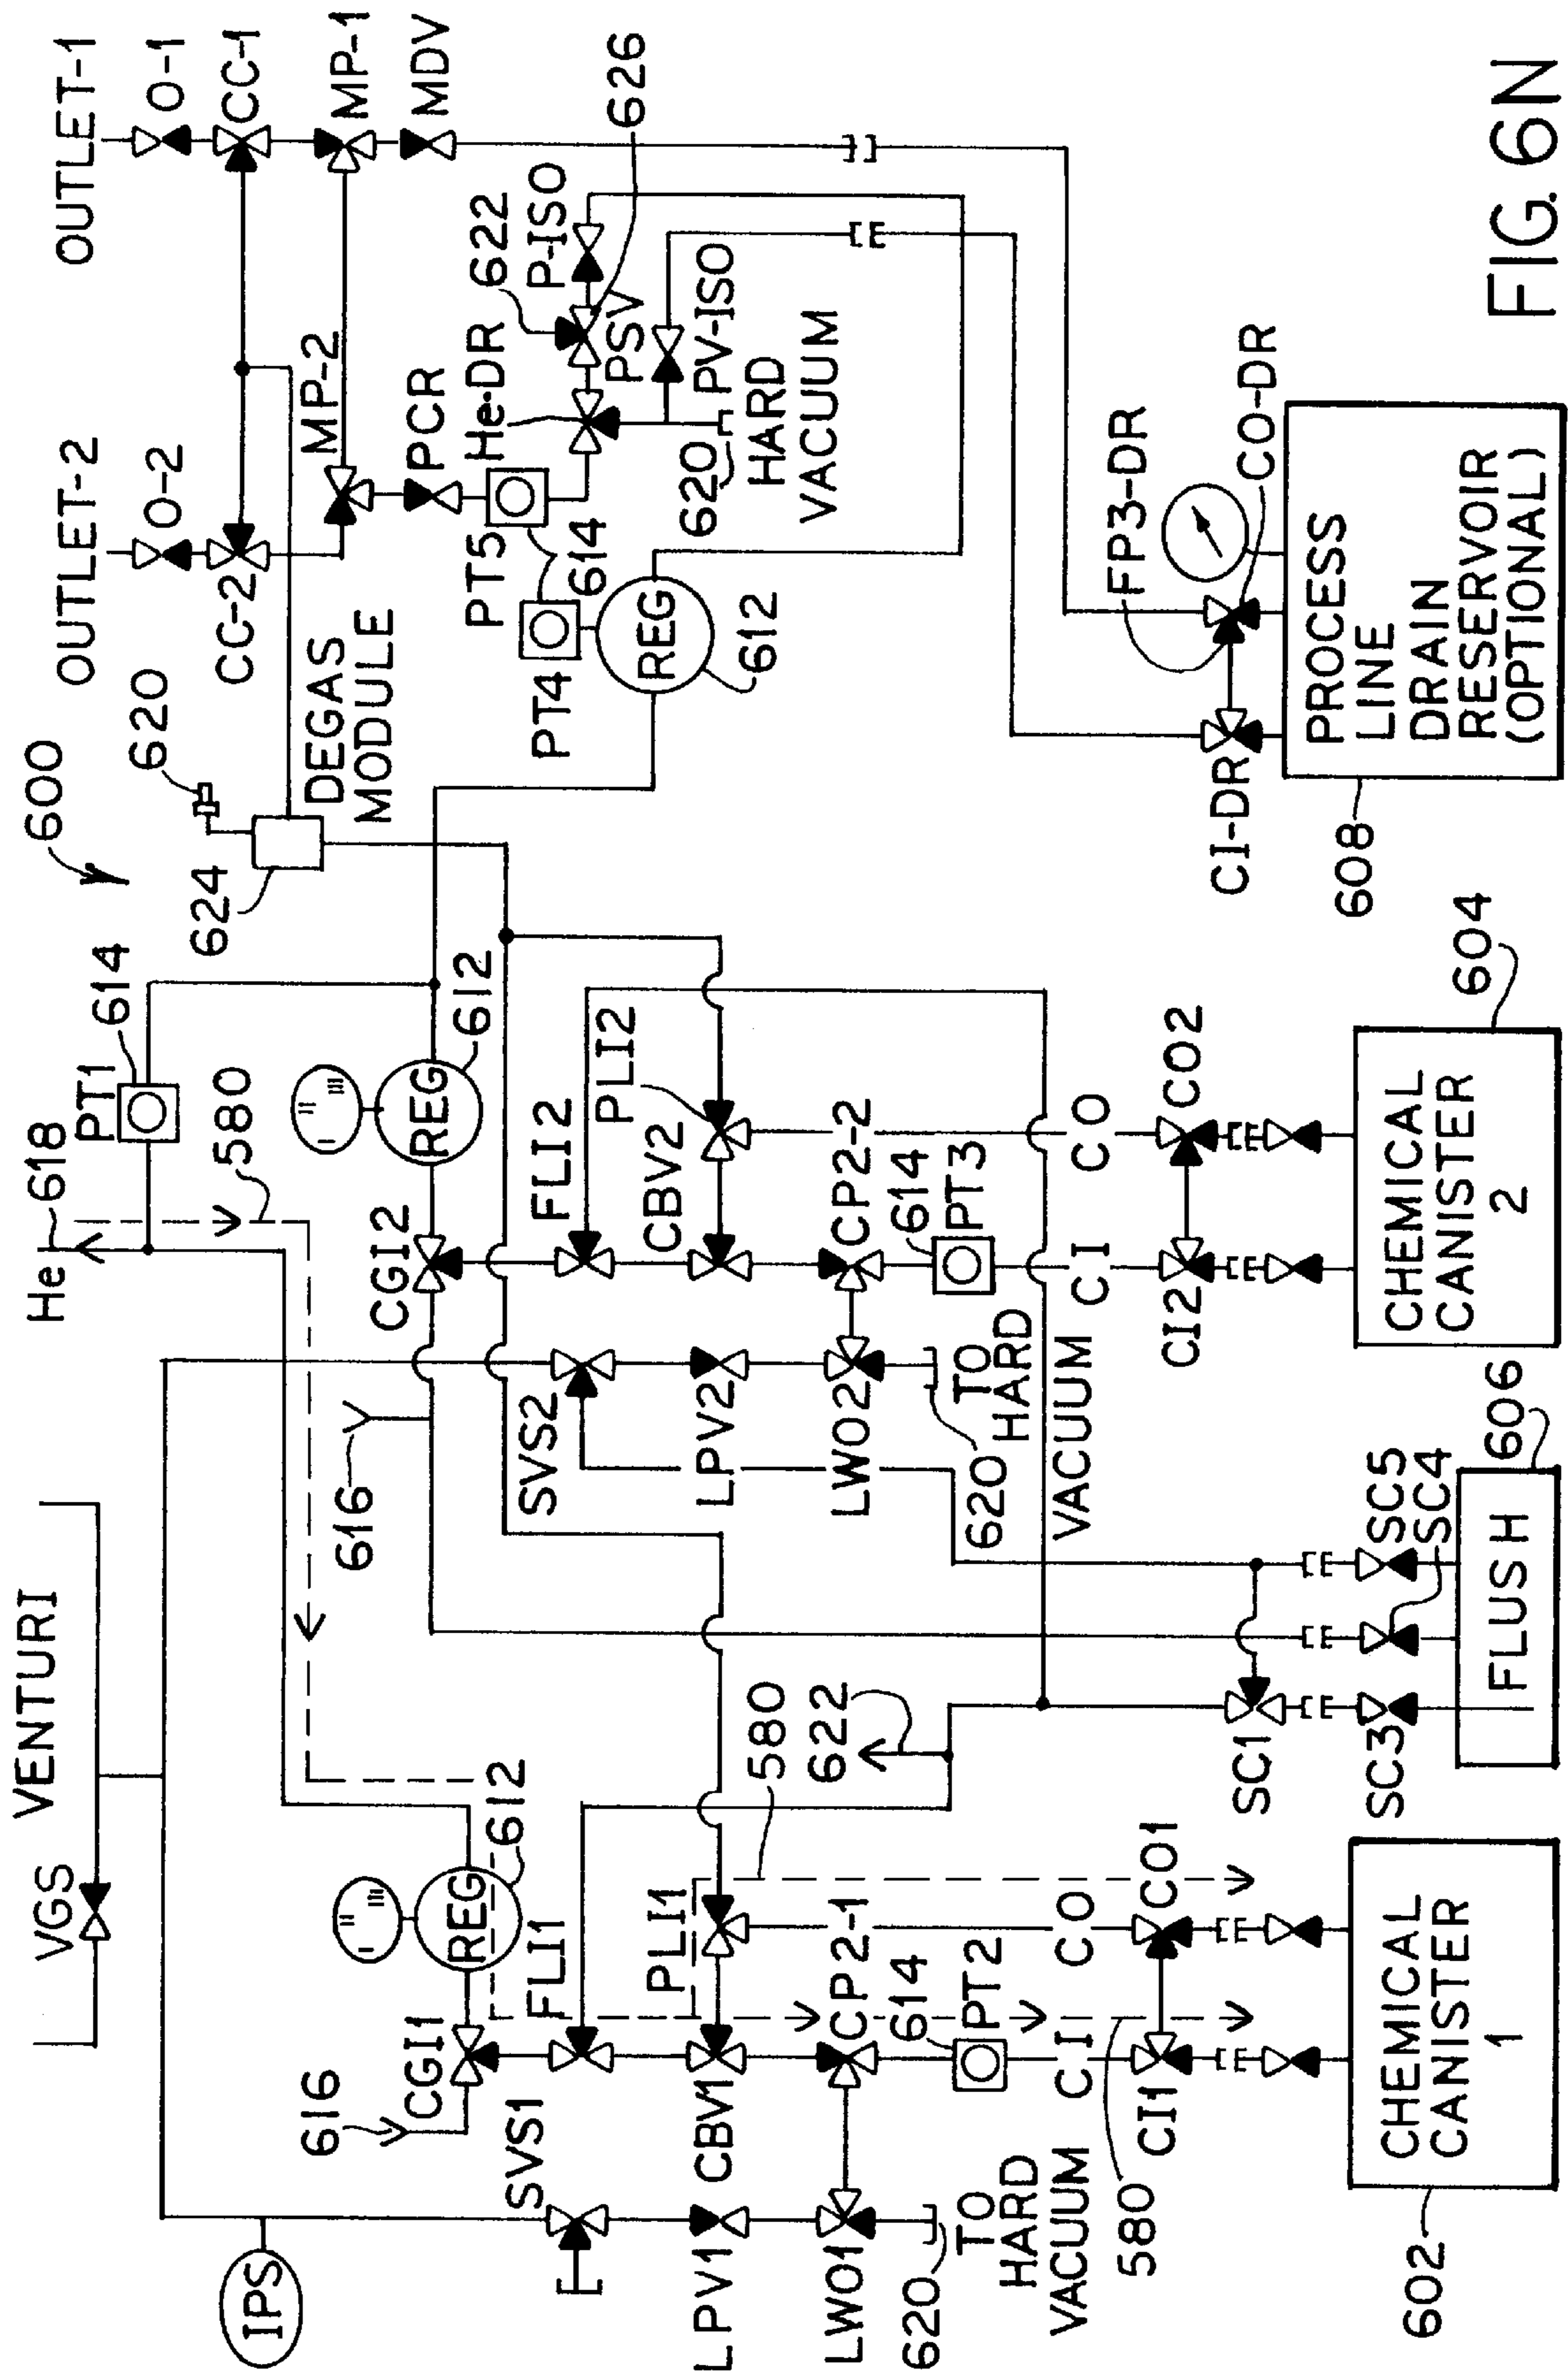 VENTURI
VGS
IPS
He
618
PT1
614
580
600
620
624
DEGAS
MODULE
OUTLET-2
O-2
CC-2
OUTLET-1
O-1
CC-1
MP-1
MDV
MP-2
PCR
PT5
614
PT4
REG
612
He-DR
622
P-ISO
626
PSV
PV-ISO
620
HARD
VACUUM
616
CGI1
REG
612
FLI1
SVS1
LPV1
CBV1
PLI1
580
622
CP2-1
LWO1
614
PT2
620
TO
HARD
VACUUM
580
CI
CO
CI1
CO1
CHEMICAL
CANISTER
1
602
616
CGI2
REG
612
FLI2
SVS2
LPV2
CBV2
PLI2
CP2-2
LWO2
614
PT3
620
TO
HARD
VACUUM
CI
CO
CI2
CO2
CHEMICAL
CANISTER
2
604
SC1
SC3
SC5
SC4
FLUSH
606
FP3-DR
CI-DR
CO-DR
PROCESS
LINE
DRAIN
RESERVOIR
(OPTIONAL)
608
FIG. 6N